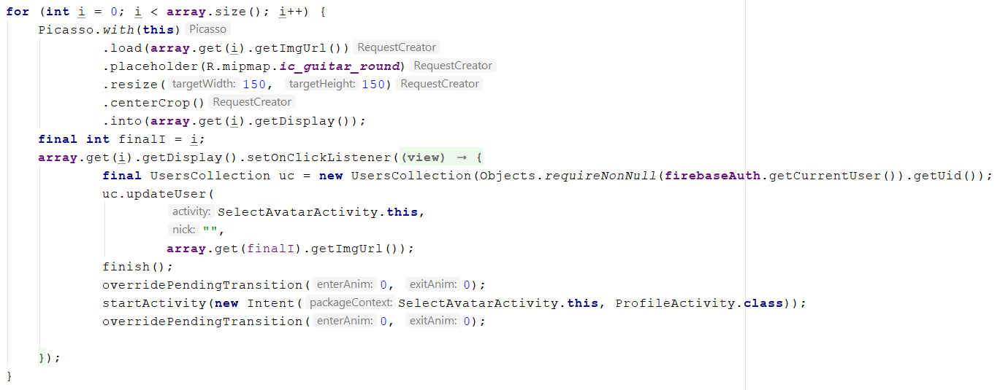 for (int i = 0; i < array.size(); i++) {
Picasso.with(this) Picasso
.load(array.get(i).getImgUrl()) RequestCreator
.placeholder(R.mipmap.ic_guitar_round) RequestCreator
.resize( targetWidth: 150, targetHeight: 150) RequestCreator
.centerCrop() RequestCreator
.into(array.get(i).getDisplay());
final int finalI = i;
array.get(i).getDisplay().setOnClickListener((view) → {
final UsersCollection uc = new UsersCollection(Objects.requireNonNull(firebaseAuth.getCurrentUser()).getUid());
uc.updateUser(
activity: SelectAvatarActivity.this,
nick: "",
array.get(finalI).getImgUrl());
finish();
overridePendingTransition( enterAnim: 0, exitAnim: 0);
startActivity(new Intent( packageContext: SelectAvatarActivity.this, ProfileActivity.class));
overridePendingTransition( enterAnim: 0, exitAnim: 0);
});
}